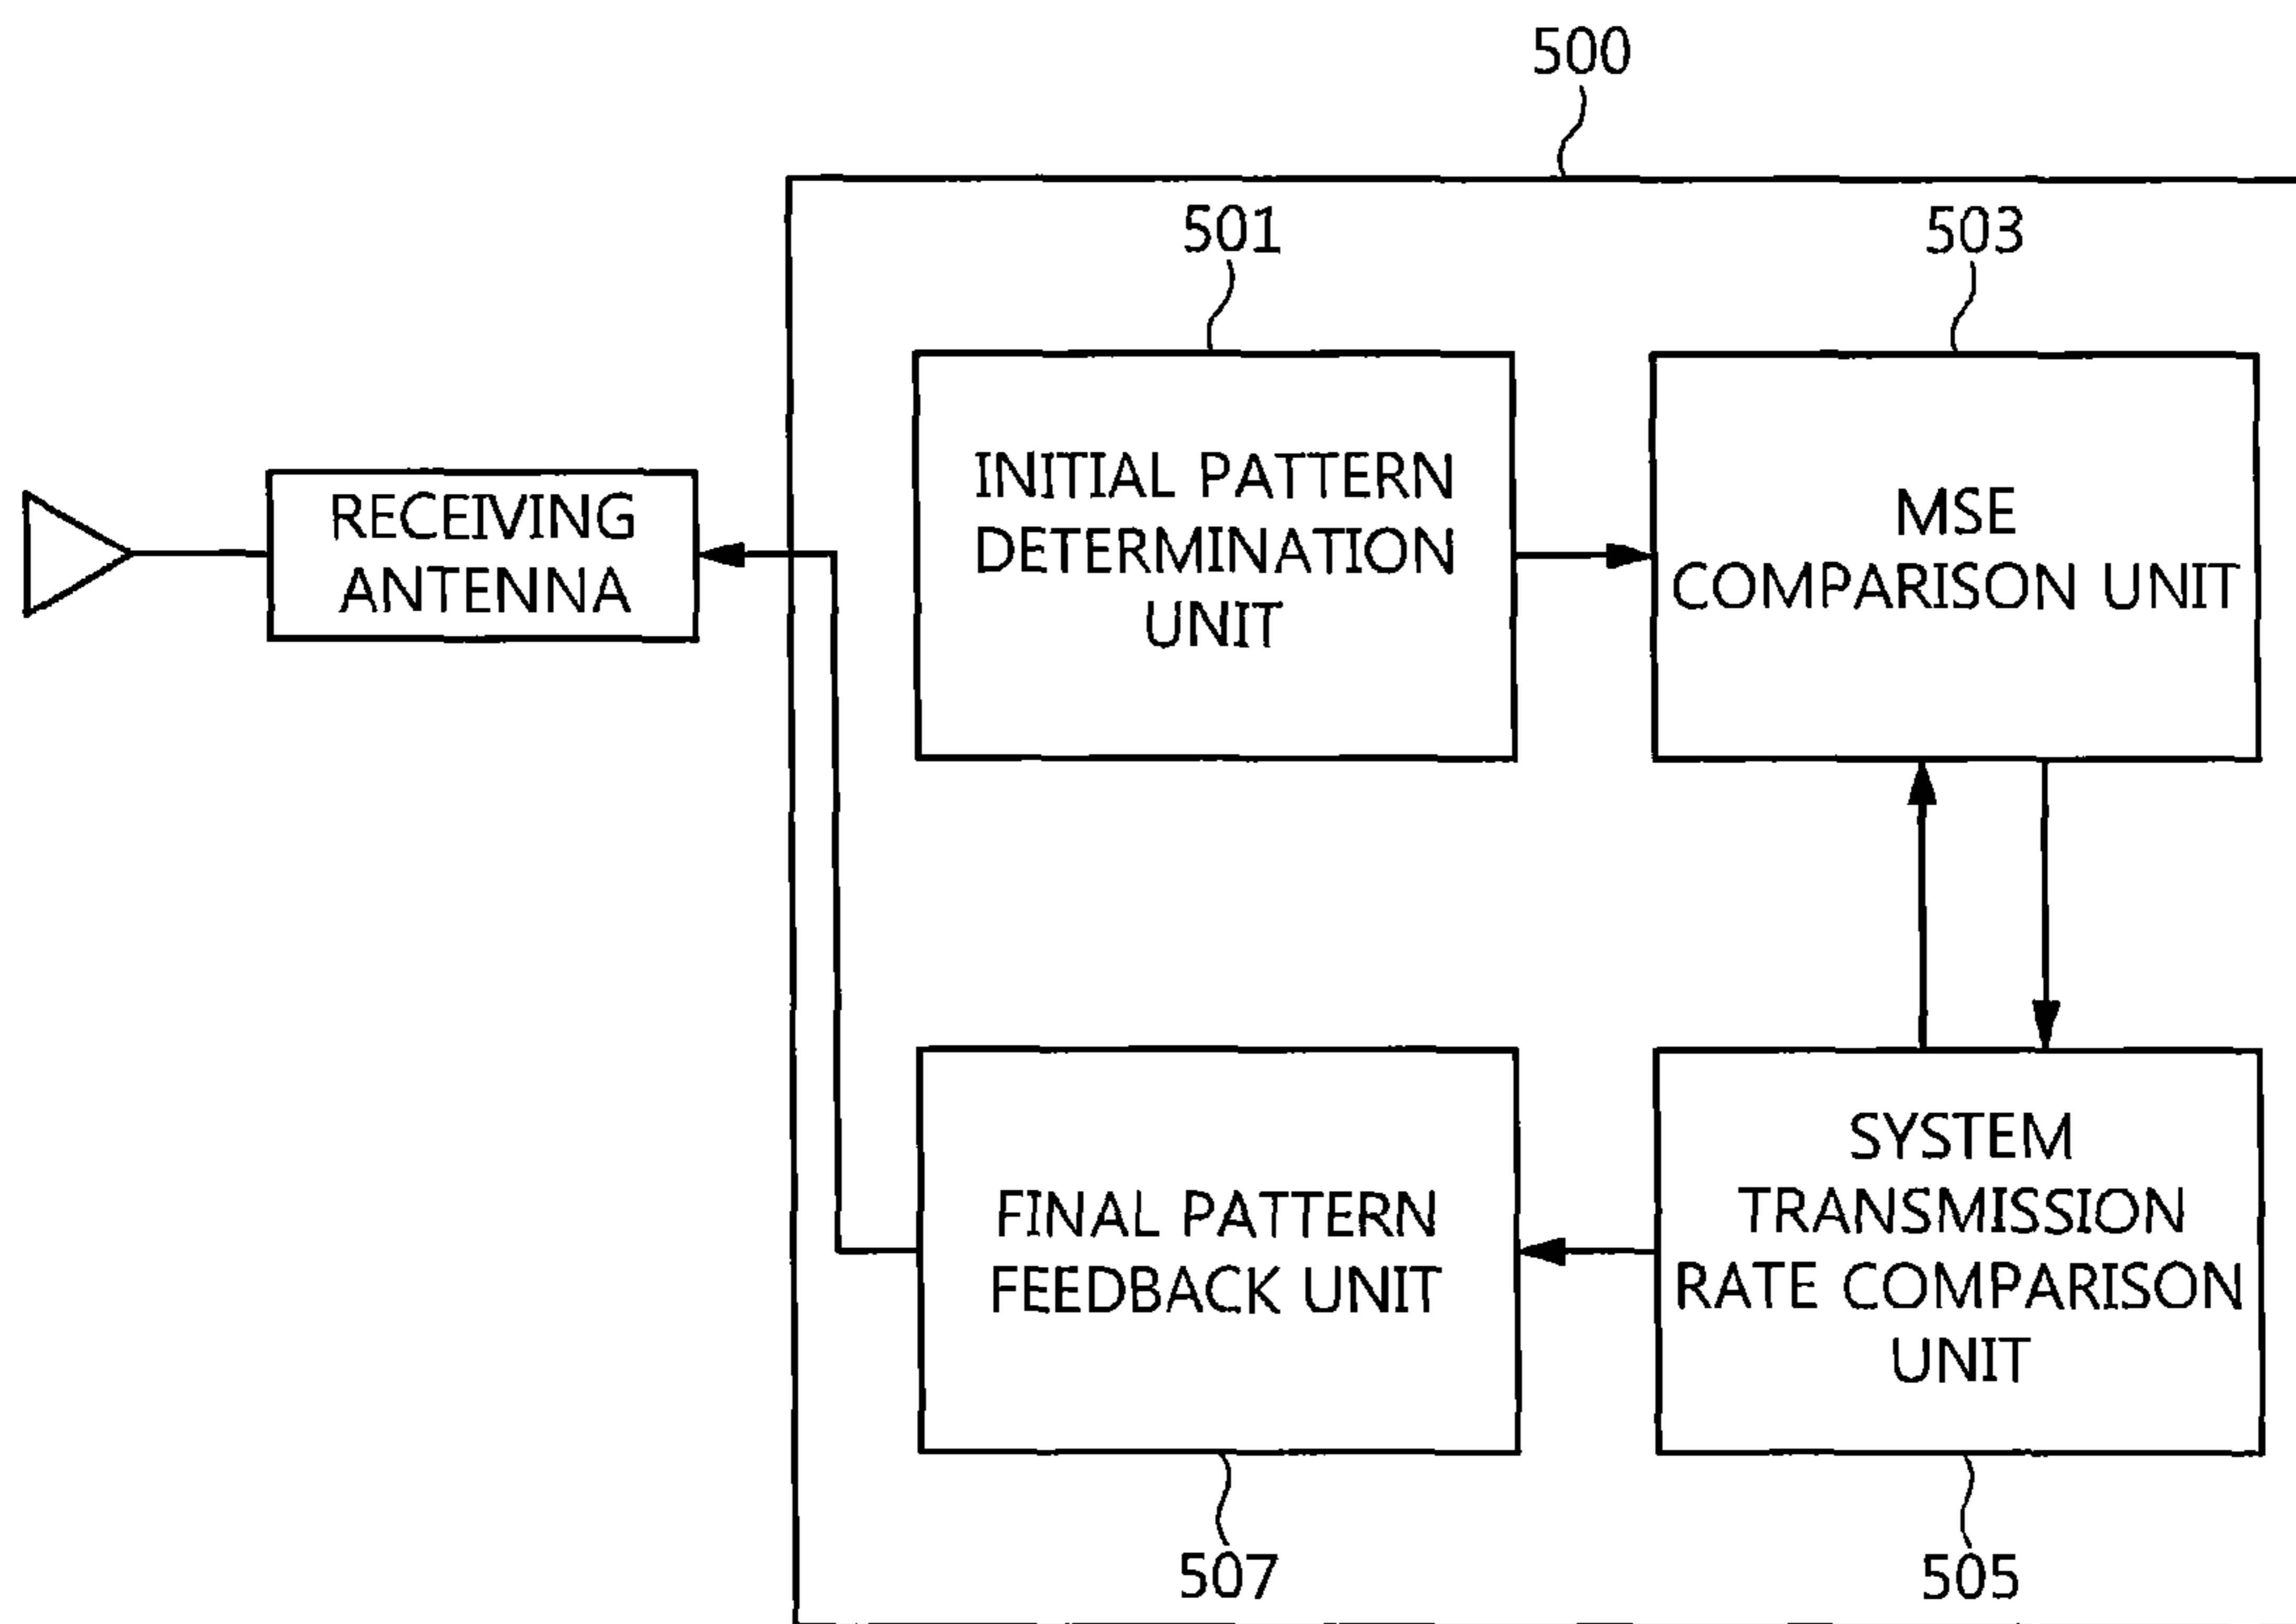 500
501
503
RECEIVING
ANTENNA
INITIAL PATTERN
DETERMINATION
UNIT
MSE
COMPARISON UNIT
FINAL PATTERN
FEEDBACK UNIT
SYSTEM
TRANSMISSION
RATE COMPARISON
UNIT
507
505